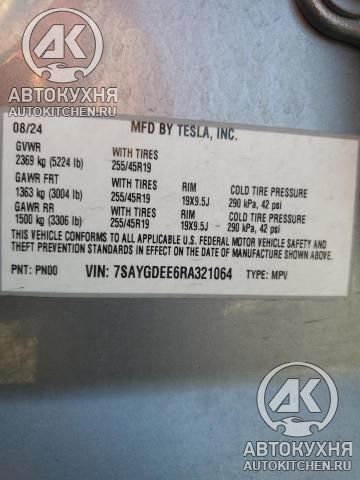 АК
АВТОКУХНЯ
AUTOKITCHEN.RU
08/24 MFD BY TESLA, INC.
GVWR WITH TIRES
2369 kg (5224 lb) 255/45R19
GAWR FRT WITH TIRES RIM COLD TIRE PRESSURE
1363 kg (3004 lb) 255/45R19 19X9.5J 290 kPa, 42 psi
GAWR RR WITH TIRES RIM COLD TIRE PRESSURE
1500 kg (3306 lb) 255/45R19 19X9.5J 290 kPa, 42 psi
THIS VEHICLE CONFORMS TO ALL APPLICABLE U.S. FEDERAL MOTOR VEHICLE SAFETY AND
THEFT PREVENTION STANDARDS IN EFFECT ON THE DATE OF MANUFACTURE SHOWN ABOVE.
PNT: PN00 VIN: 7SAYGDEE6RA321064 TYPE: MPV
АК
АВТОКУХНЯ
AUTOKITCHEN.RU